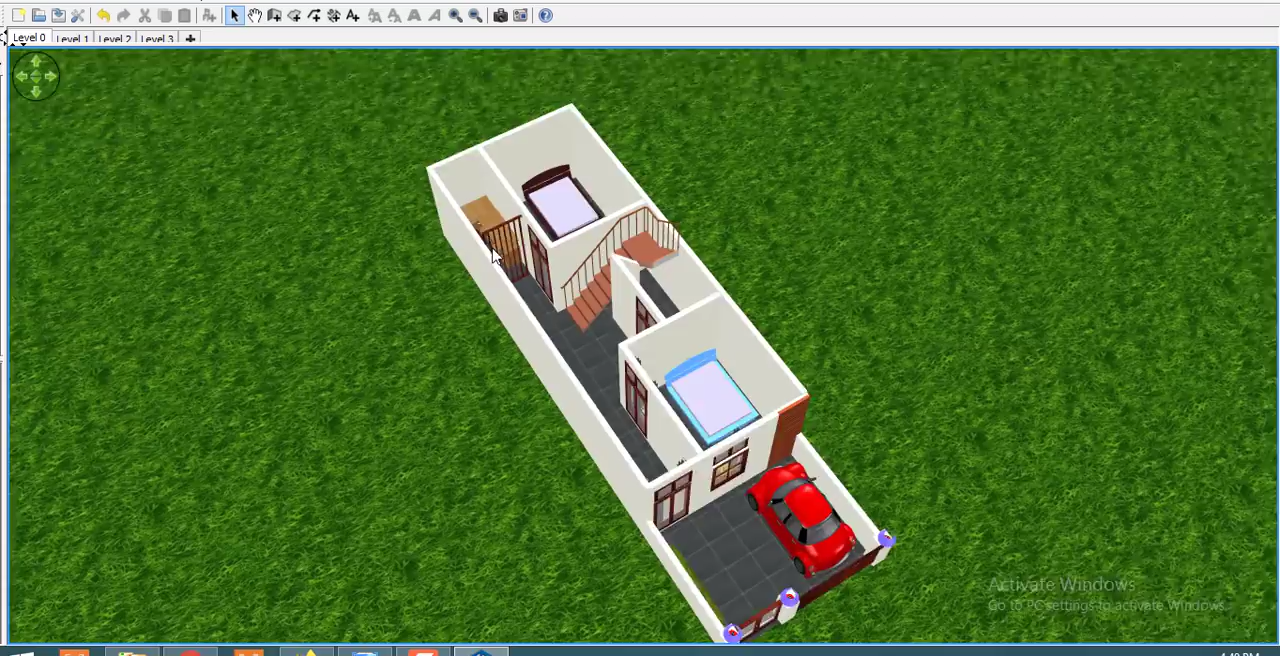 Level 0 Level 1 Level 2 Level 3
Activate Windows
Go to PC settings to activate Windows.